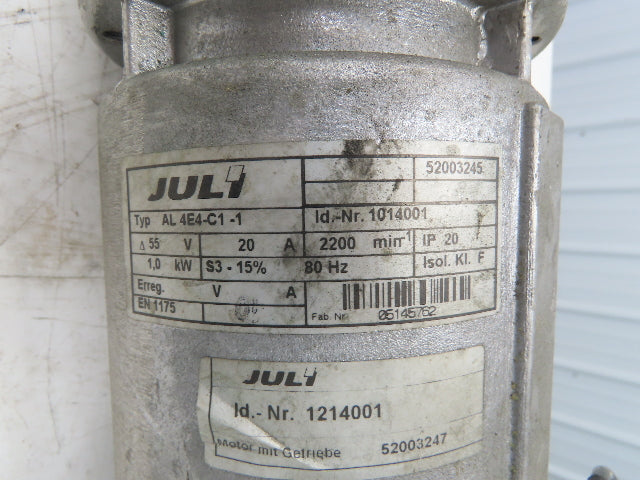 JULI
52003245
Typ AL 4E4-C1 -1 Id.-Nr. 1014001
Δ 55 V 20 A 2200 min-1 IP 20
1,0 kW S3 - 15% 80 Hz Isol. Kl. F
Erreg. V A
EN 1175 Fab. Nr. 05145762
JULI
Id.- Nr. 1214001
Motor mit Getriebe 52003247